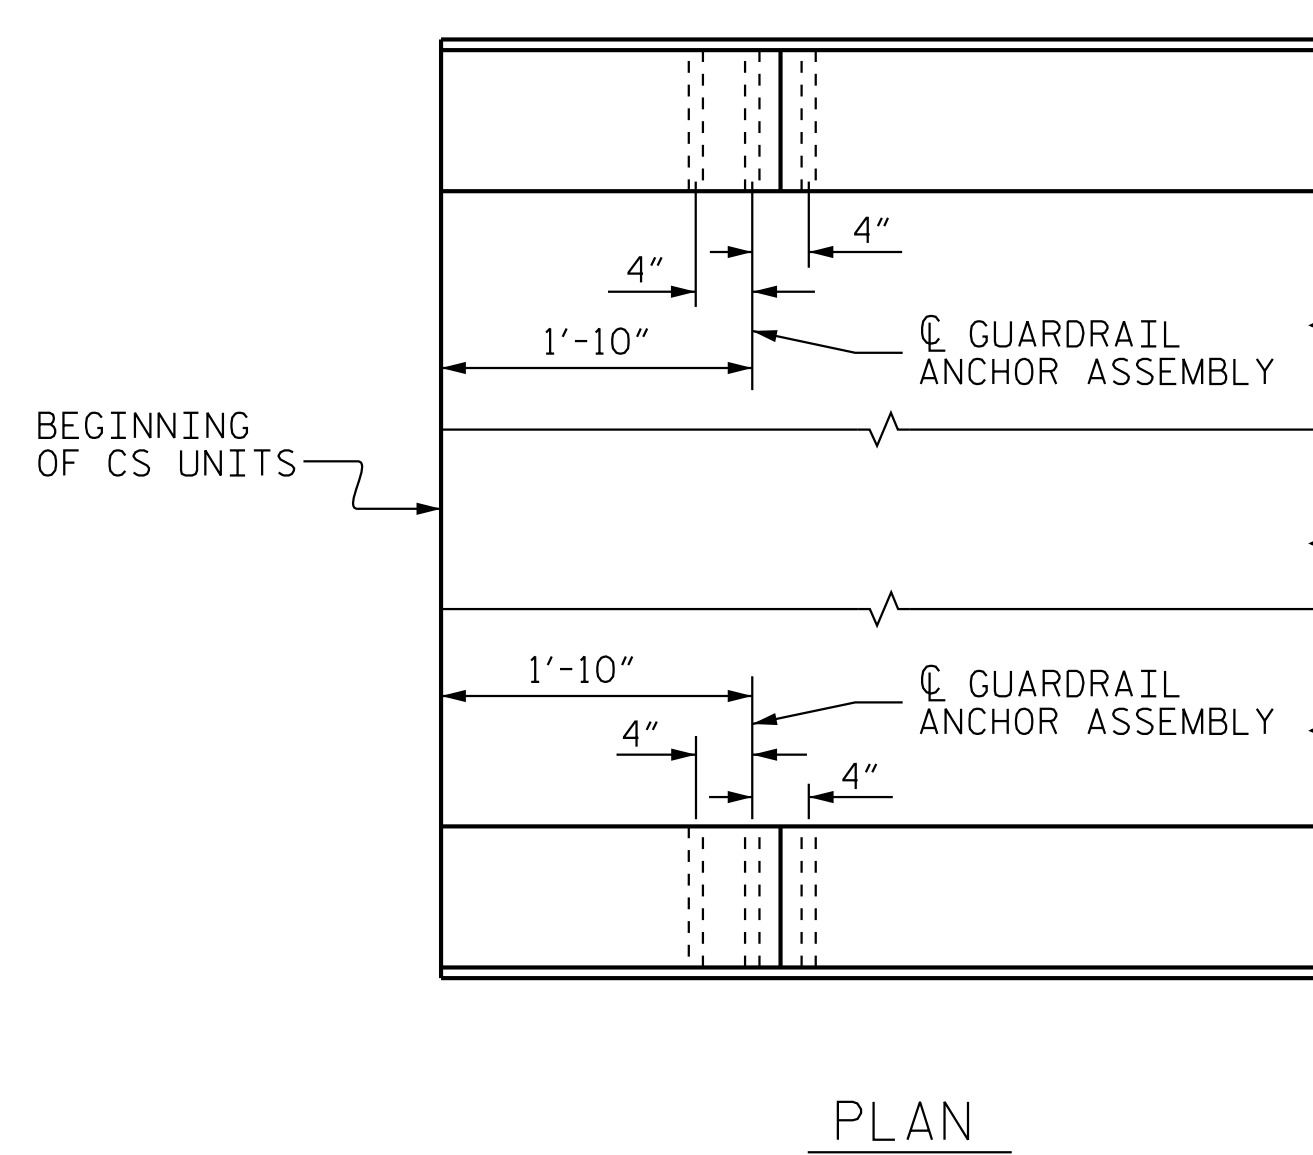 4"
4"
1'-10"
℄ GUARDRAIL
ANCHOR ASSEMBLY
BEGINNING
OF CS UNITS
1'-10"
℄ GUARDRAIL
ANCHOR ASSEMBLY
4"
4"
PLAN